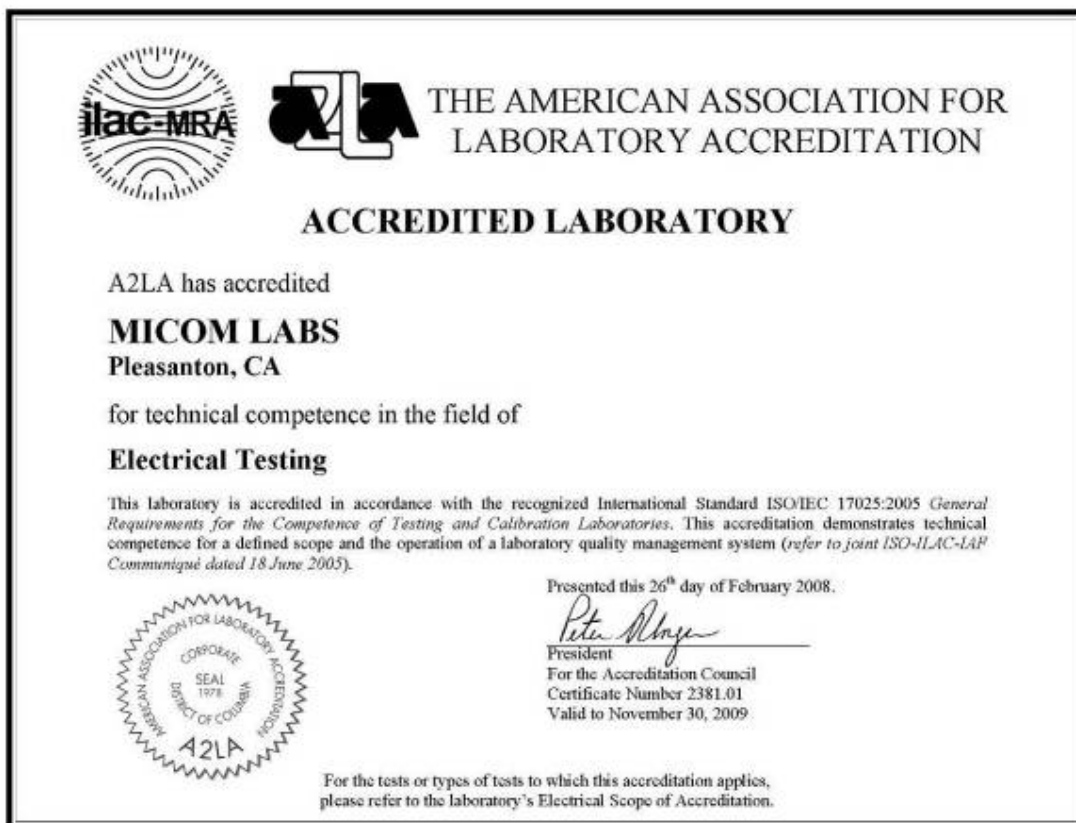 ilac-MRA
A2LA
THE AMERICAN ASSOCIATION FOR
LABORATORY ACCREDITATION
ACCREDITED LABORATORY
A2LA has accredited
MICOM LABS
Pleasanton, CA
for technical competence in the field of
Electrical Testing
This laboratory is accredited in accordance with the recognized International Standard ISO/IEC 17025:2005 General
Requirements for the Competence of Testing and Calibration Laboratories. This accreditation demonstrates technical
competence for a defined scope and the operation of a laboratory quality management system (refer to joint ISO-ILAC-IAF
Communiqué dated 18 June 2005).
Presented this 26th day of February 2008.
Peter Unger
President
For the Accreditation Council
Certificate Number 2381.01
Valid to November 30, 2009
AMERICAN ASSOCIATION FOR LABORATORY ACCREDITATION
CORPORATE
SEAL
1978
DISTRICT OF COLUMBIA
A2LA
For the tests or types of tests to which this accreditation applies,
please refer to the laboratory's Electrical Scope of Accreditation.